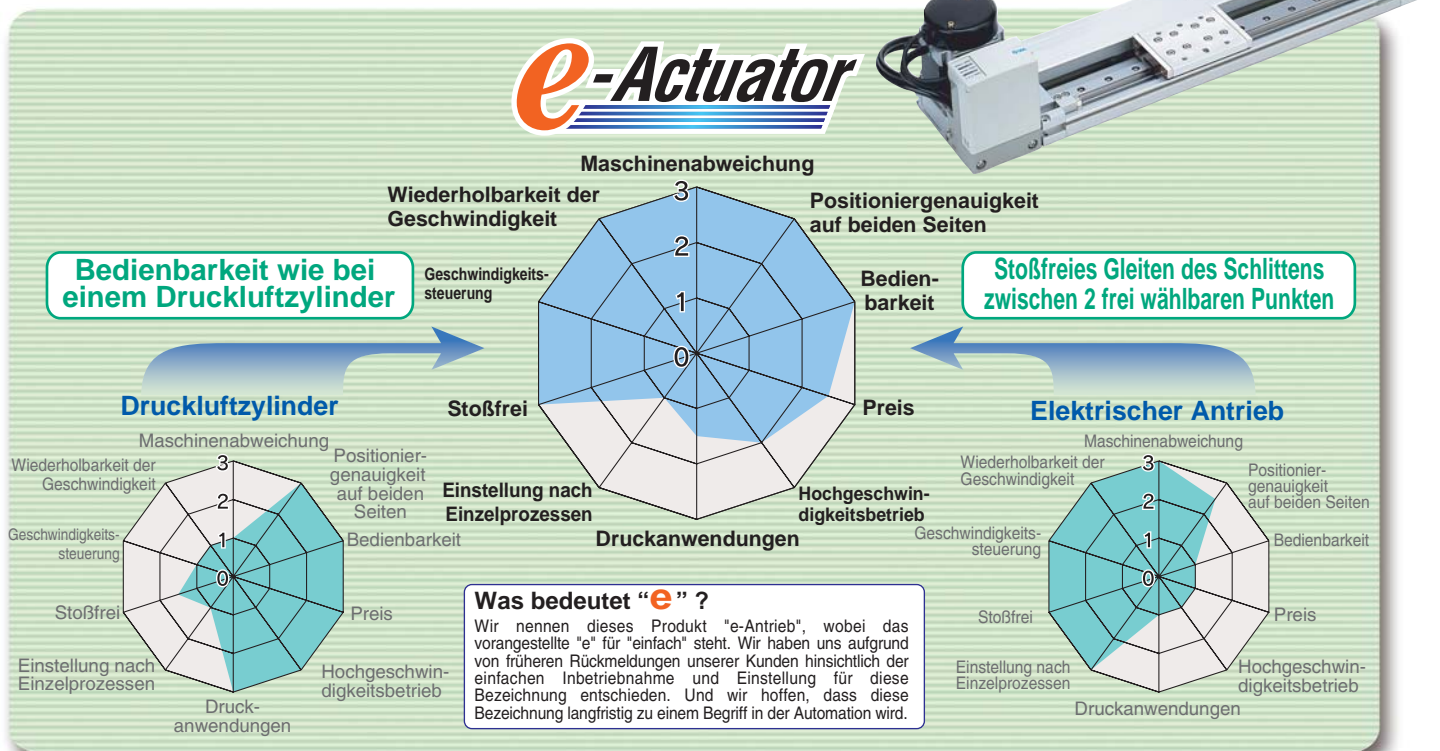 e-Actuator
Maschinenabweichung
Wiederholbarkeit der
Geschwindigkeit
Positioniergenauigkeit
auf beiden Seiten
Geschwindigkeits-
steuerung
Bedien-
barkeit
Stoßfrei
Preis
Einstellung nach
Einzelprozessen
Hochgeschwin-
digkeitsbetrieb
Druckanwendungen
3
2
1
0
Bedienbarkeit wie bei
einem Druckluftzylinder
Stoßfreies Gleiten des Schlittens
zwischen 2 frei wählbaren Punkten
Druckluftzylinder
Maschinenabweichung
Wiederholbarkeit der
Geschwindigkeit
Positionier-
genauigkeit
auf beiden
Seiten
Geschwindigkeits-
steuerung
Bedienbarkeit
Stoßfrei
Preis
Einstellung nach
Einzelprozessen
Hochgeschwin-
digkeitsbetrieb
Druck-
anwendungen
3
2
1
0
Elektrischer Antrieb
Maschinenabweichung
Wiederholbarkeit der
Geschwindigkeit
Positionier-
genauigkeit
auf beiden Seiten
Geschwindigkeits-
steuerung
Bedienbarkeit
Stoßfrei
Preis
Einstellung nach
Einzelprozessen
Hochgeschwin-
digkeitsbetrieb
Druckanwendungen
3
2
1
0
Was bedeutet “e” ?
Wir nennen dieses Produkt "e-Antrieb", wobei das
vorangestellte "e" für "einfach" steht. Wir haben uns aufgrund
von früheren Rückmeldungen unserer Kunden hinsichtlich der
einfachen Inbetriebnahme und Einstellung für diese
Bezeichnung entschieden. Und wir hoffen, dass diese
Bezeichnung langfristig zu einem Begriff in der Automation wird.